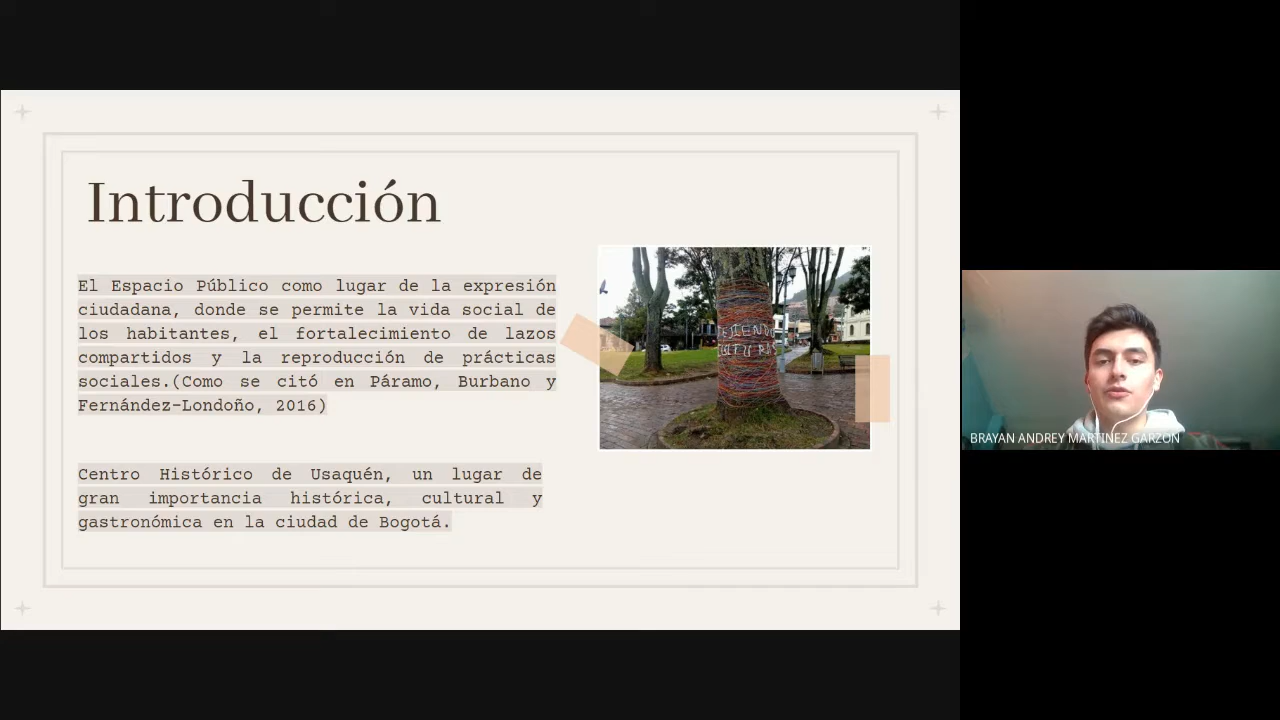 Introducción
El Espacio Público como lugar de la expresión
ciudadana, donde se permite la vida social de
los habitantes, el fortalecimiento de lazos
compartidos y la reproducción de prácticas
sociales.(Como se citó en Páramo, Burbano y
Fernández-Londoño, 2016)
Centro Histórico de Usaquén, un lugar de
gran importancia histórica, cultural y
gastronómica en la ciudad de Bogotá.
BRAYAN ANDREY MARTINEZ GARZON